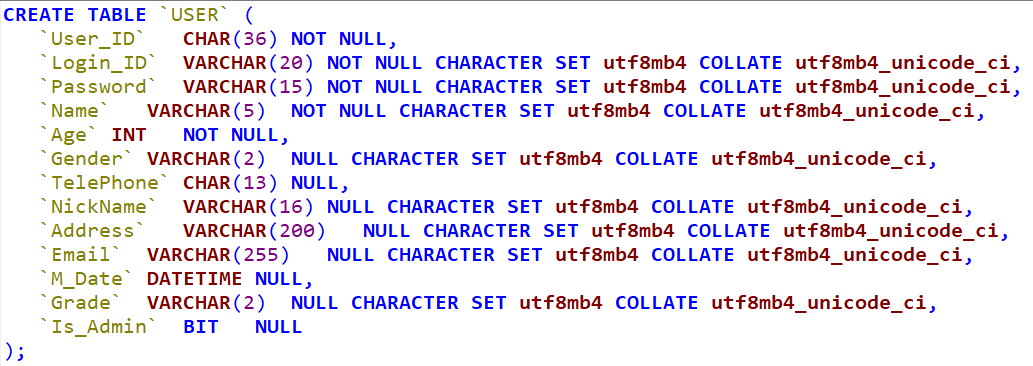 CREATE TABLE `USER` (
`User_ID` CHAR(36) NOT NULL,
`Login_ID` VARCHAR(20) NOT NULL CHARACTER SET utf8mb4 COLLATE utf8mb4_unicode_ci,
`Password` VARCHAR(15) NOT NULL CHARACTER SET utf8mb4 COLLATE utf8mb4_unicode_ci,
`Name` VARCHAR(5) NOT NULL CHARACTER SET utf8mb4 COLLATE utf8mb4_unicode_ci,
`Age` INT NOT NULL,
`Gender` VARCHAR(2) NULL CHARACTER SET utf8mb4 COLLATE utf8mb4_unicode_ci,
`TelePhone` CHAR(13) NULL,
`NickName` VARCHAR(16) NULL CHARACTER SET utf8mb4 COLLATE utf8mb4_unicode_ci,
`Address` VARCHAR(200) NULL CHARACTER SET utf8mb4 COLLATE utf8mb4_unicode_ci,
`Email` VARCHAR(255) NULL CHARACTER SET utf8mb4 COLLATE utf8mb4_unicode_ci,
`M_Date` DATETIME NULL,
`Grade` VARCHAR(2) NULL CHARACTER SET utf8mb4 COLLATE utf8mb4_unicode_ci,
`Is_Admin` BIT NULL
);